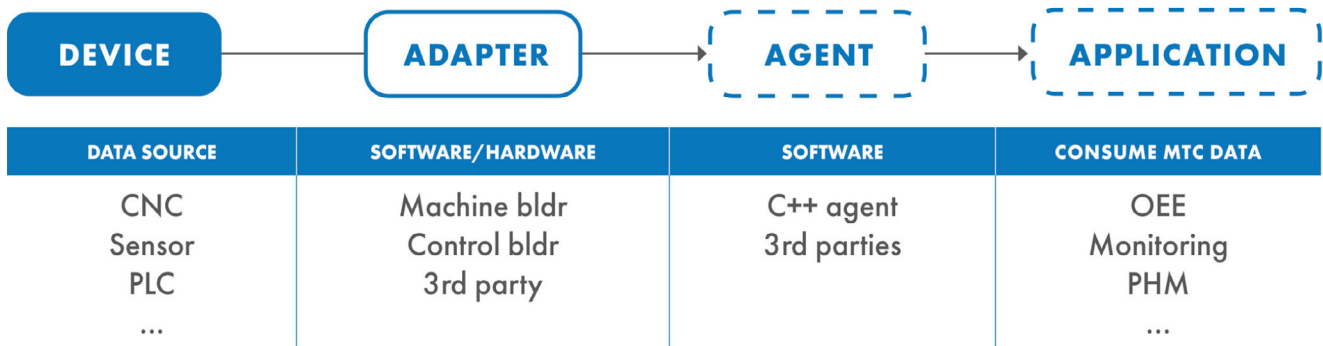 DEVICE ADAPTER AGENT APPLICATION
DATA SOURCE SOFTWARE/HARDWARE SOFTWARE CONSUME MTC DATA
CNC Machine bldr C++ agent OEE
Sensor Control bldr 3rd parties Monitoring
PLC 3rd party PHM
... ...